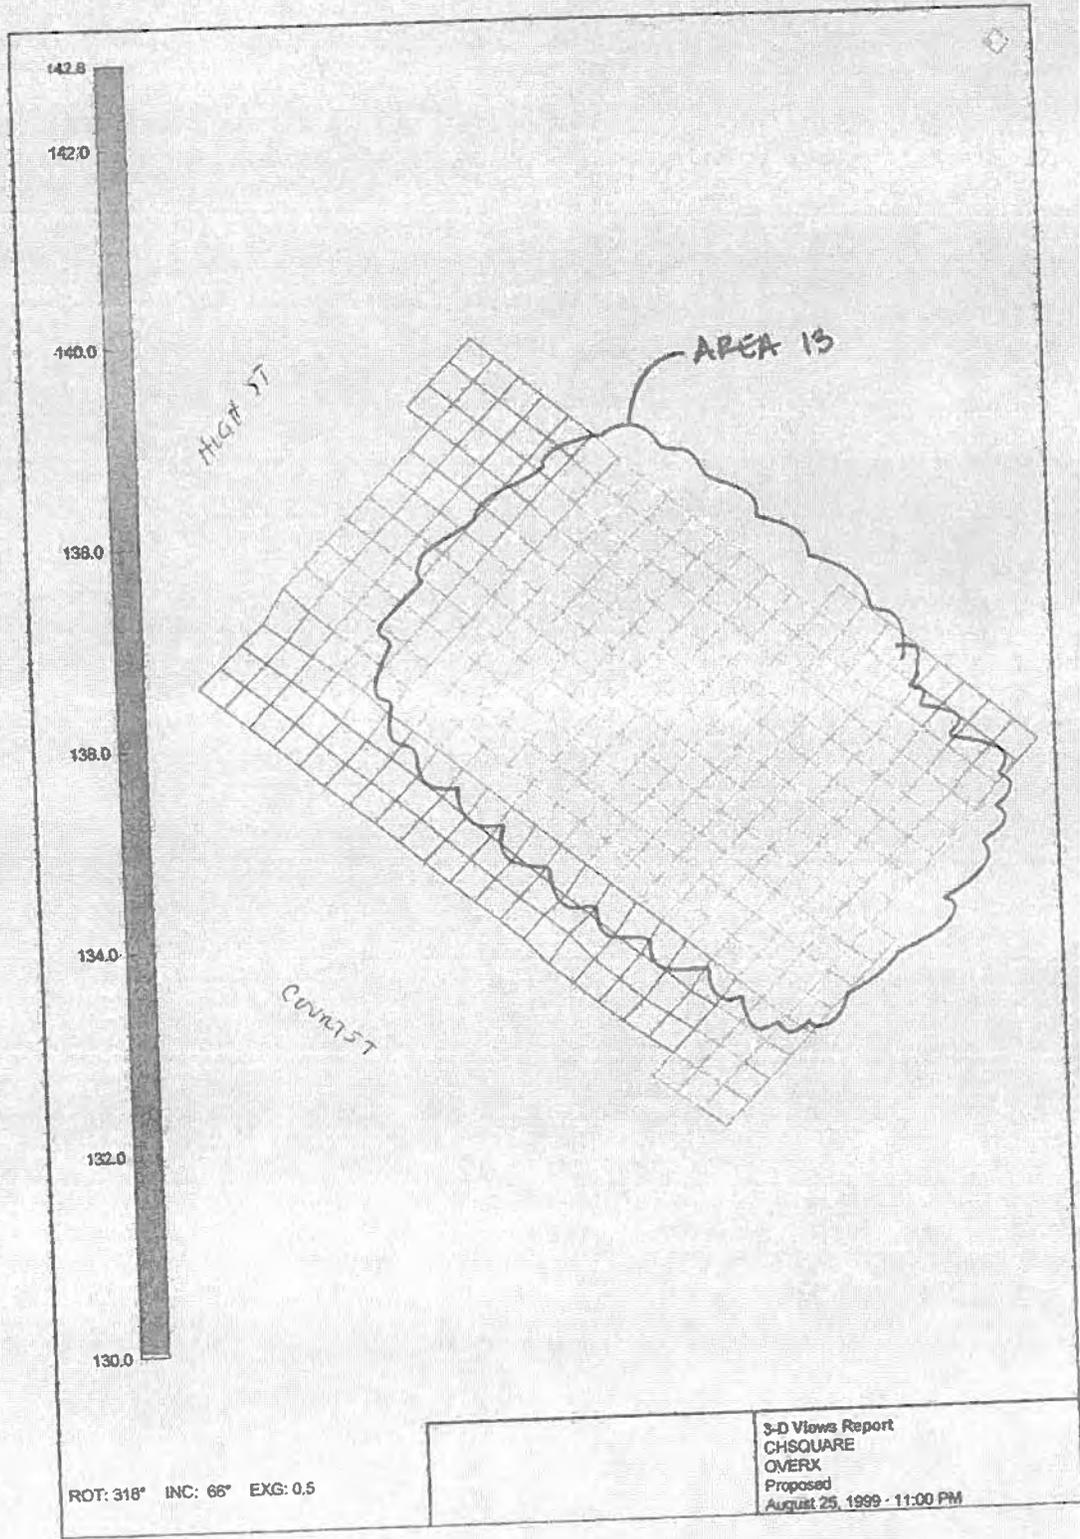 142.8
142.0
140.0
138.0
138.0
134.0
132.0
130.0
AREA 13
HIGH ST
COURT ST
ROT: 318° INC: 66° EXG: 0.5
3-D Views Report
CHSQUARE
OVERX
Proposed
August 25, 1999 - 11:00 PM